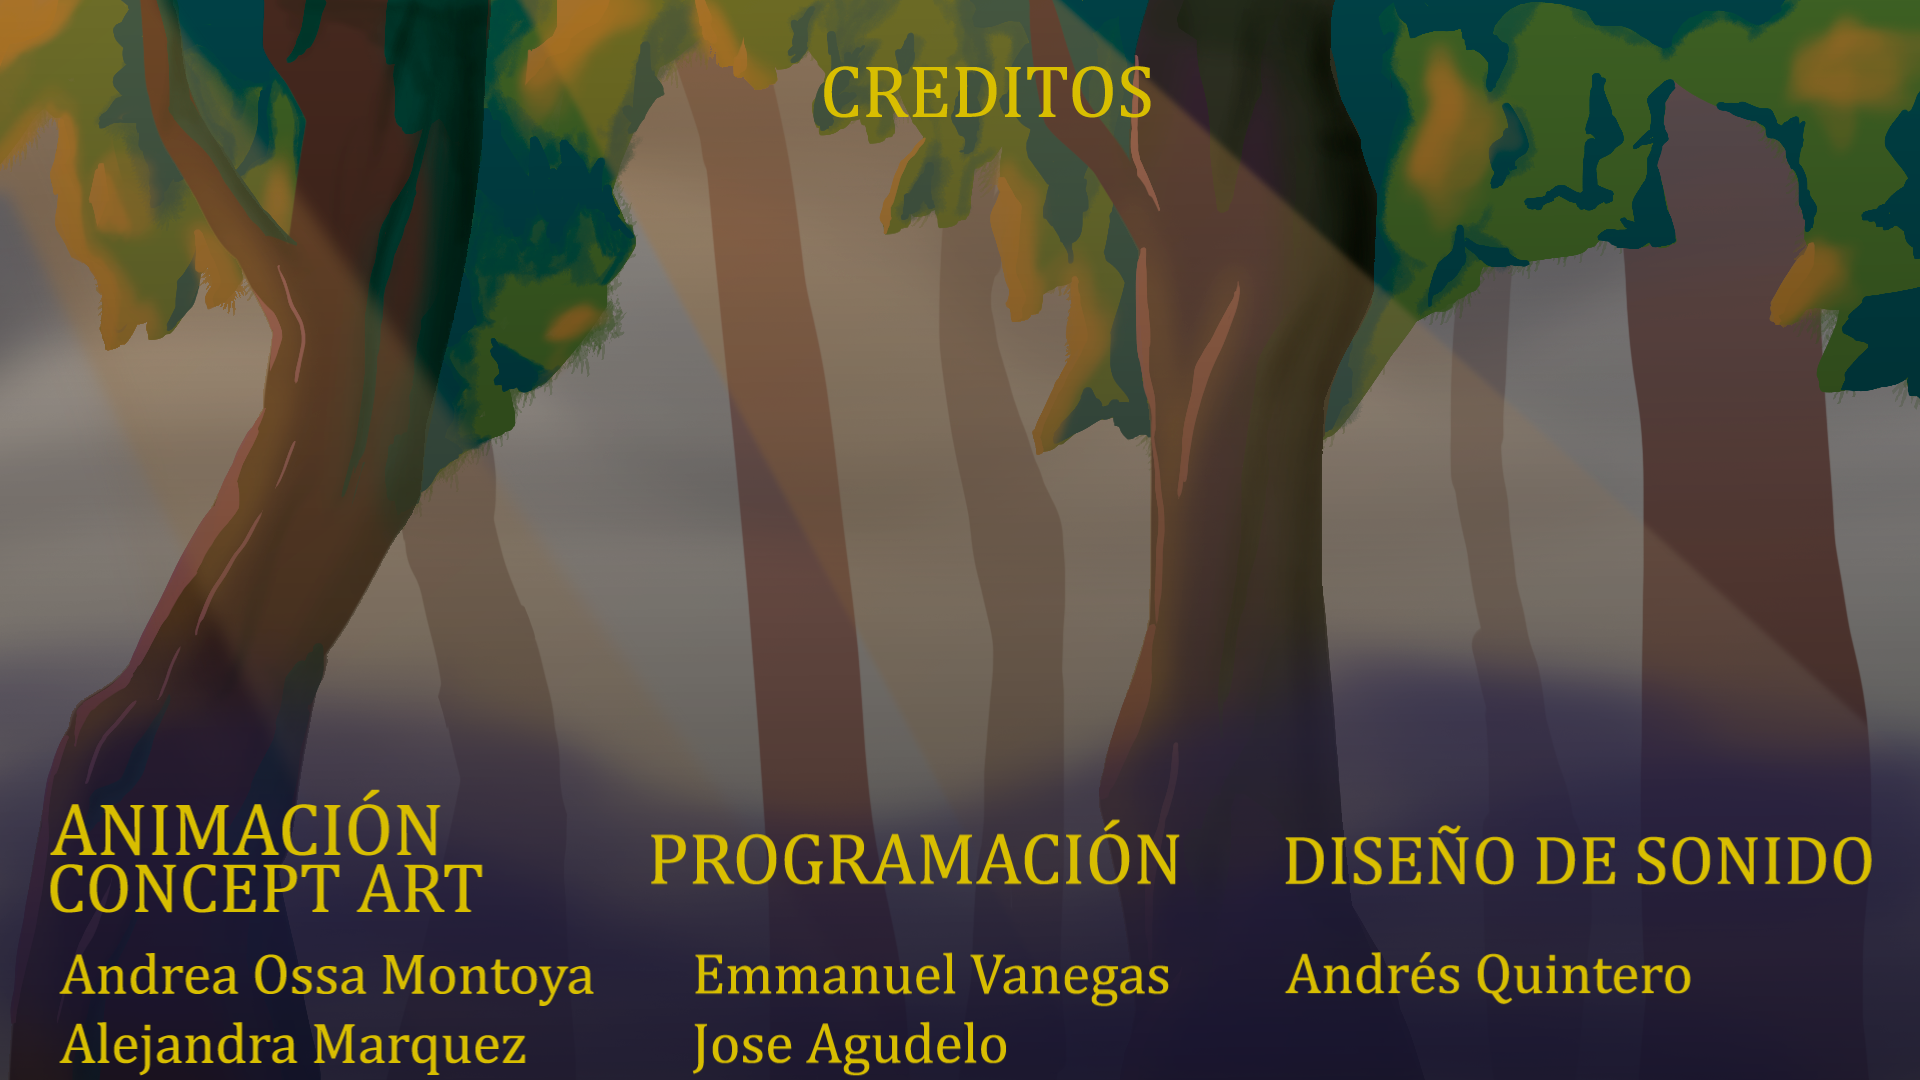 CREDITOS
ANIMACIÓN
CONCEPT ART
Andrea Ossa Montoya
Alejandra Marquez
PROGRAMACIÓN
Emmanuel Vanegas
Jose Agudelo
DISEÑO DE SONIDO
Andrés Quintero